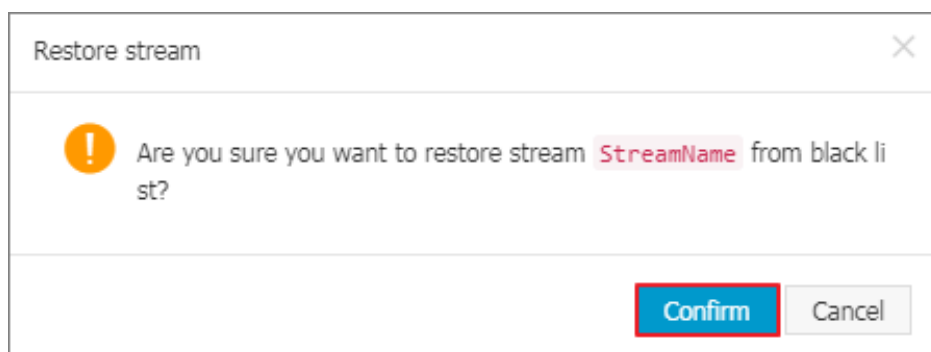 Restore stream
Are you sure you want to restore stream StreamName from black li
st?
Confirm Cancel